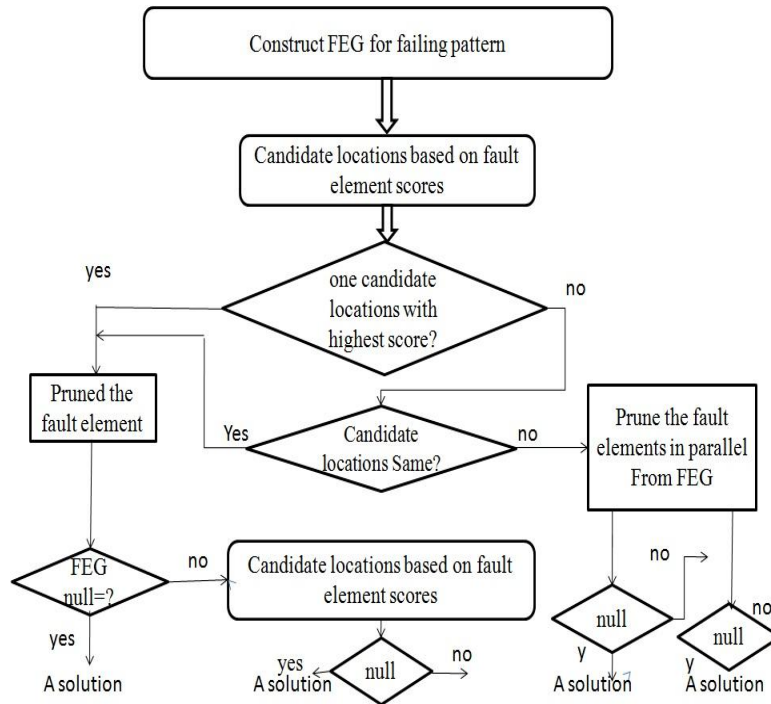 Construct FEG for failing pattern
Candidate locations based on fault
element scores
yes
one candidate
locations with
highest score?
no
Pruned the
fault element
Yes
Candidate
locations Same?
no
Prune the fault
elements in parallel
From FEG
FEG
null=?
no
yes
A solution
Candidate locations based on fault
element scores
null
yes
A solution
no
null
no
y
A solution
null
no
y
A solution